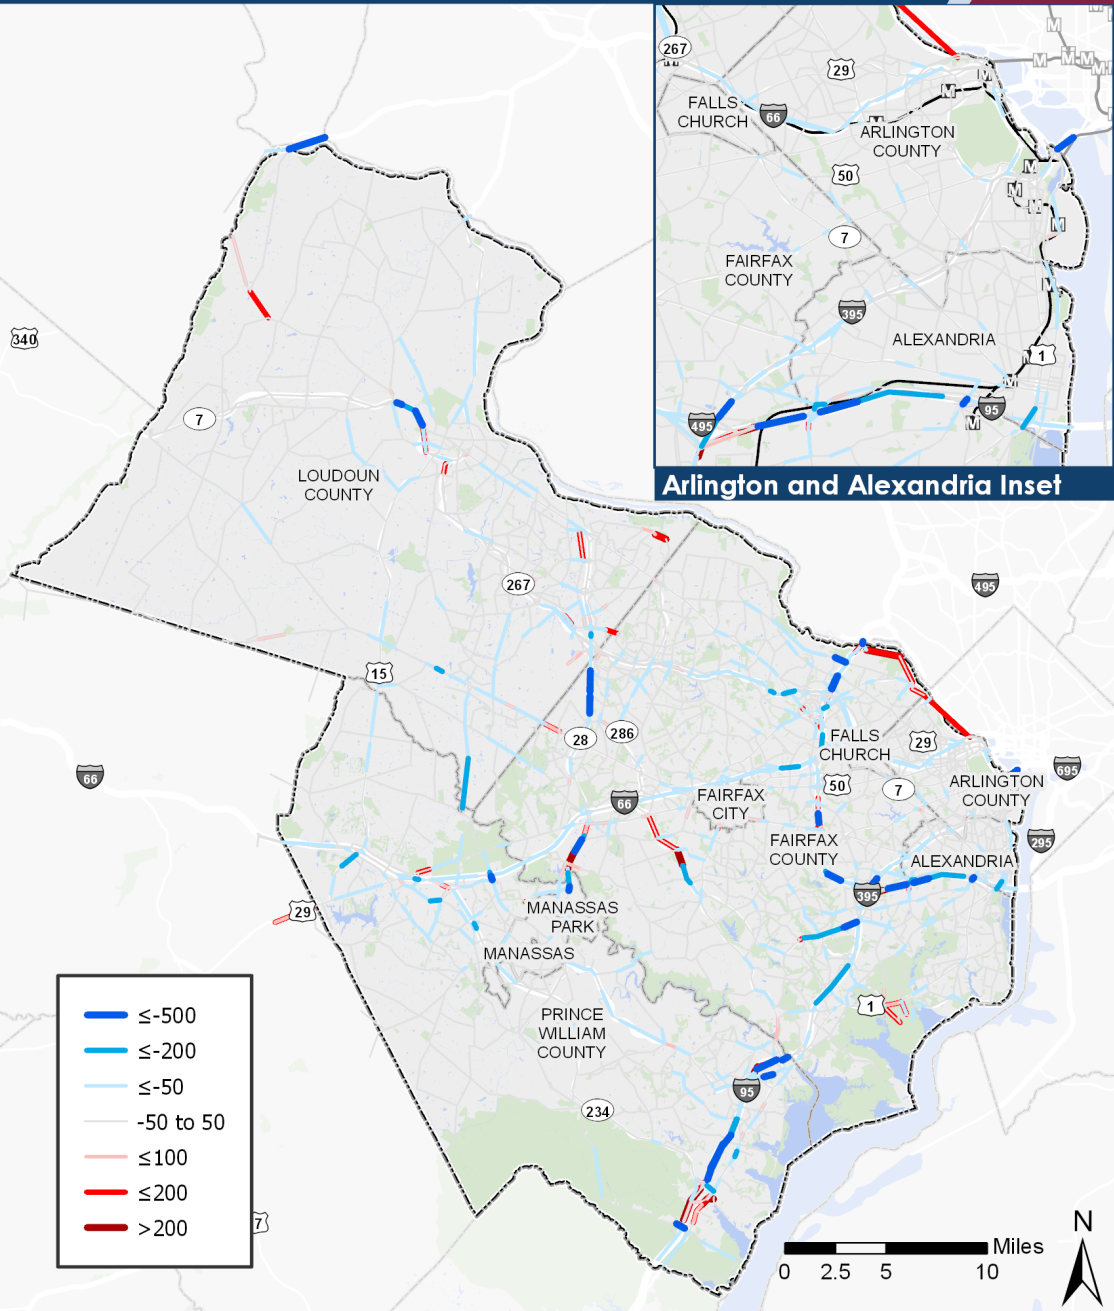 267
29
FALLS
CHURCH
66
ARLINGTON
COUNTY
50
7
FAIRFAX
COUNTY
395
ALEXANDRIA
1
495
95
M
M
M
M
M
M
M
M
M
M
M
M
M
M
Arlington and Alexandria Inset
340
7
LOUDOUN
COUNTY
267
495
15
28
286
FALLS
CHURCH
29
66
50
7
ARLINGTON
COUNTY
695
66
FAIRFAX
CITY
FAIRFAX
COUNTY
295
ALEXANDRIA
395
29
MANASSAS
PARK
MANASSAS
1
PRINCE
WILLIAM
COUNTY
95
234
7
≤-500
≤-200
≤-50
-50 to 50
≤100
≤200
>200
N
Miles
0 2.5 5 10